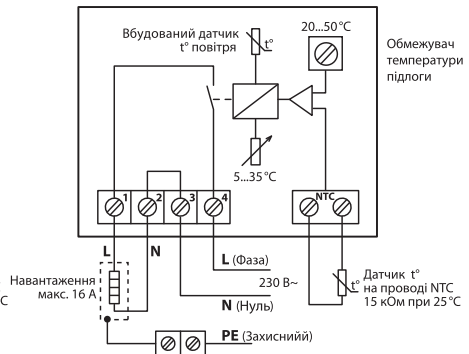 20...50 °C
Вбудований датчик
t° повітря
t°
Обмежувач
температури
підлоги
5...35 °C
1
2
3
4
NTC
L
N
L (Фаза)
Навантаження
макс. 16 А
230 В~
t°
Датчик t°
на проводі NTC
15 кОм при 25 °C
C
N (Нуль)
PE (Захисний​й)